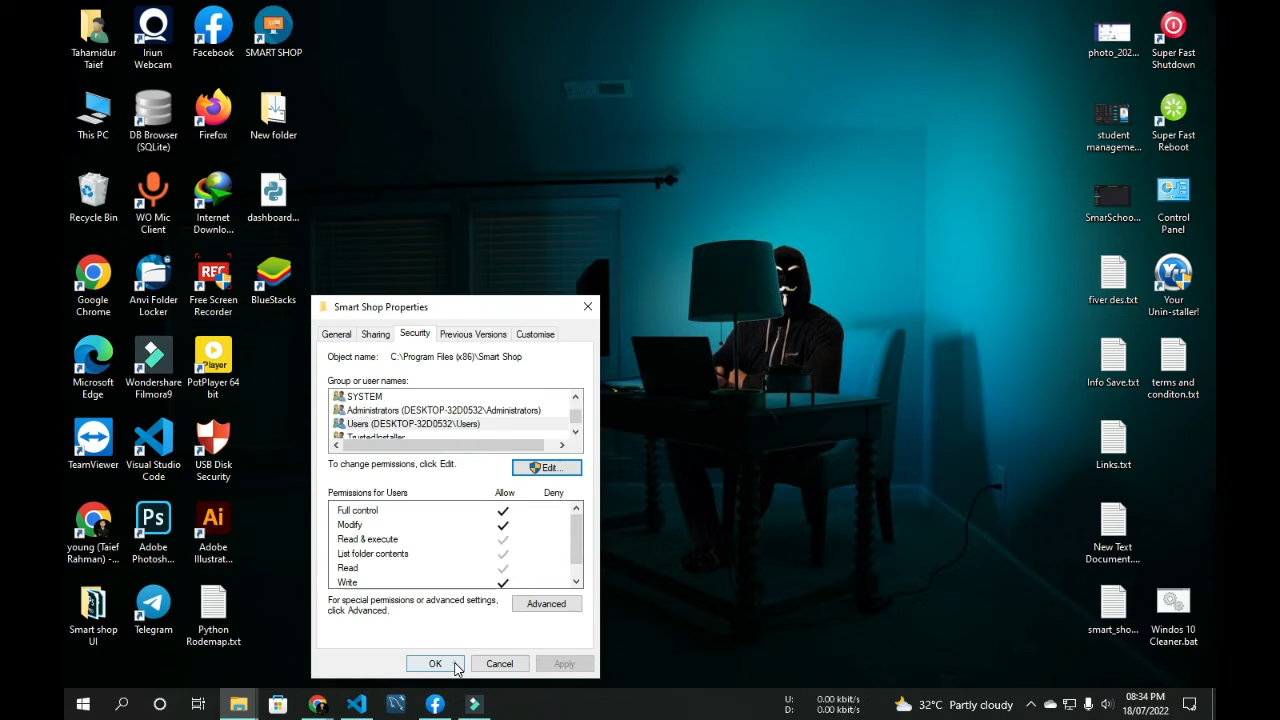 Tahamidur
Taief
Iriun
Webcam
Facebook
SMART SHOP
photo_202...
Super Fast
Shutdown
This PC
DB Browser
(SQLite)
Firefox
New folder
student
manageme...
Super Fast
Reboot
Recycle Bin
WO Mic
Client
Internet
Downlo...
dashboard...
SmarSchoo...
Control
Panel
Google
Chrome
Anvi Folder
Locker
REC
Free Screen
Recorder
BlueStacks
fiver des.txt
Your
Unin-staller!
Microsoft
Edge
Wondershare
Filmora9
Player
PotPlayer 64
bit
Info Save.txt
terms and
conditon.txt
TeamViewer
Visual Studio
Code
USB Disk
Security
Links.txt
young (Taief
Rahman) -...
Ps
Adobe
Photosh...
Ai
Adobe
Illustrat...
New Text
Document....
Smart shop
UI
Telegram
Python
Rodemap.txt
smart_sho...
Windos 10
Cleaner.bat
Smart Shop Properties
General
Sharing
Security
Previous Versions
Customise
Object name: C:\Program Files (x86)\Smart Shop
Group or user names:
SYSTEM
Administrators (DESKTOP-32D0532\Administrators)
Users (DESKTOP-32D0532\Users)
TrustedInstaller
To change permissions, click Edit.
Edit...
Permissions for Users Allow Deny
Full control
Modify
Read & execute
List folder contents
Read
Write
For special permissions or advanced settings,
click Advanced.
Advanced
OK
Cancel
Apply
U: 0.00 kbit/s
D: 0.00 kbit/s
32°C Partly cloudy
08:34 PM
18/07/2022